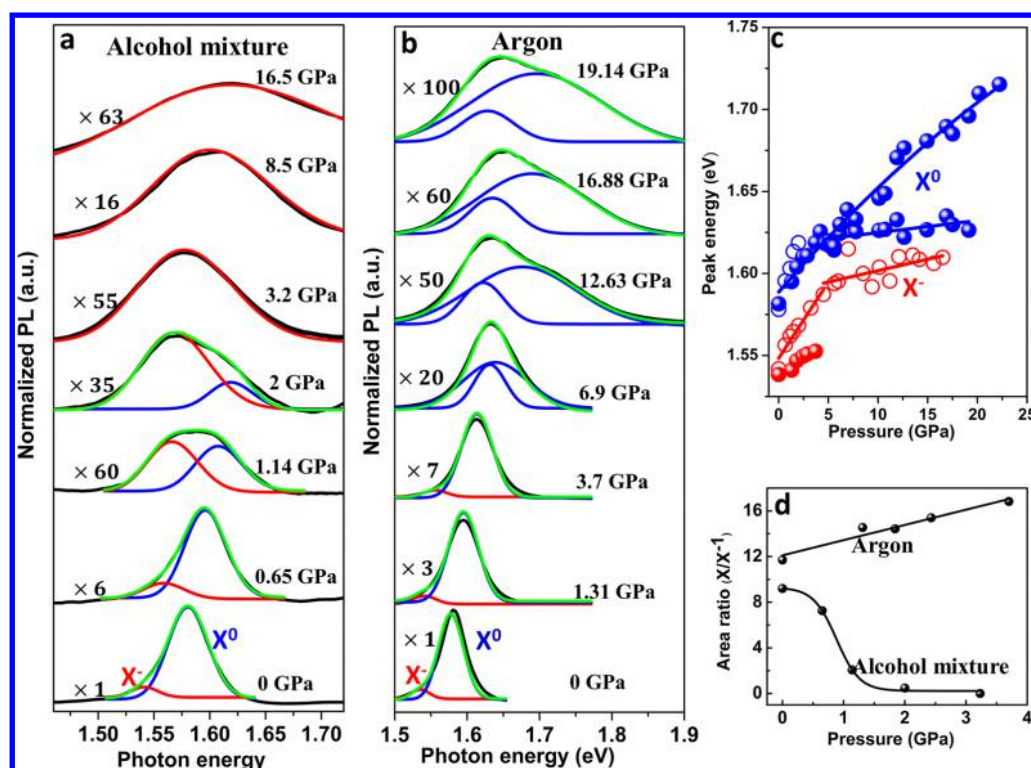 a
Alcohol mixture
16.5 GPa
× 63
8.5 GPa
× 16
3.2 GPa
× 55
2 GPa
× 35
1.14 GPa
× 60
0.65 GPa
× 6
X⁰
X⁻
× 1
0 GPa
Normalized PL (a.u.)
1.50 1.55 1.60 1.65 1.70
Photon energy
b
Argon
19.14 GPa
× 100
16.88 GPa
× 60
12.63 GPa
× 50
× 20
6.9 GPa
× 7
3.7 GPa
× 3
1.31 GPa
× 1
X⁰
X⁻
0 GPa
Normalized PL (a.u.)
1.5 1.6 1.7 1.8 1.9
Photon energy (eV)
c
1.70
1.65
1.60
1.55
Peak energy (eV)
X⁰
X⁻
0 5 10 15 20 25
Pressure (GPa)
d
16
12
8
4
0
Area ratio (X/X⁻¹)
Argon
Alcohol mixture
0 1 2 3 4
Pressure (GPa)